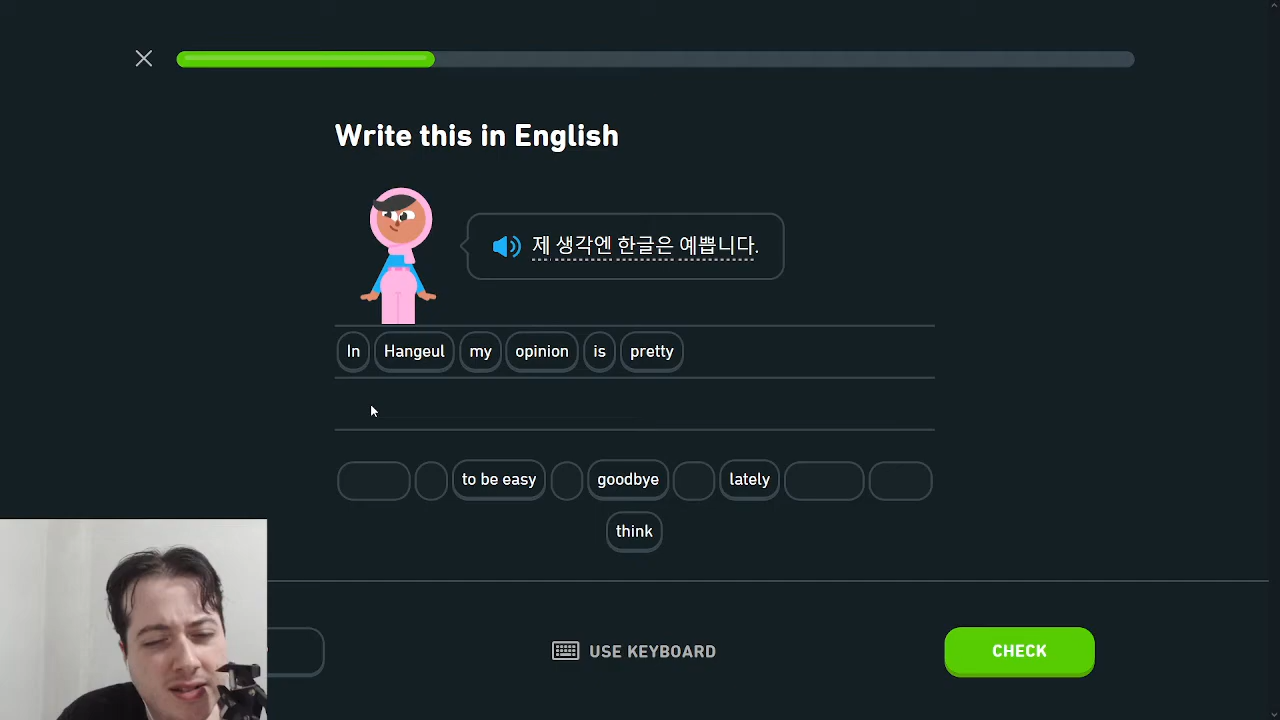 Write this in English
제 생각엔 한글은 예쁩니다.
In Hangeul my opinion is pretty
to be easy goodbye lately
think
USE KEYBOARD
CHECK